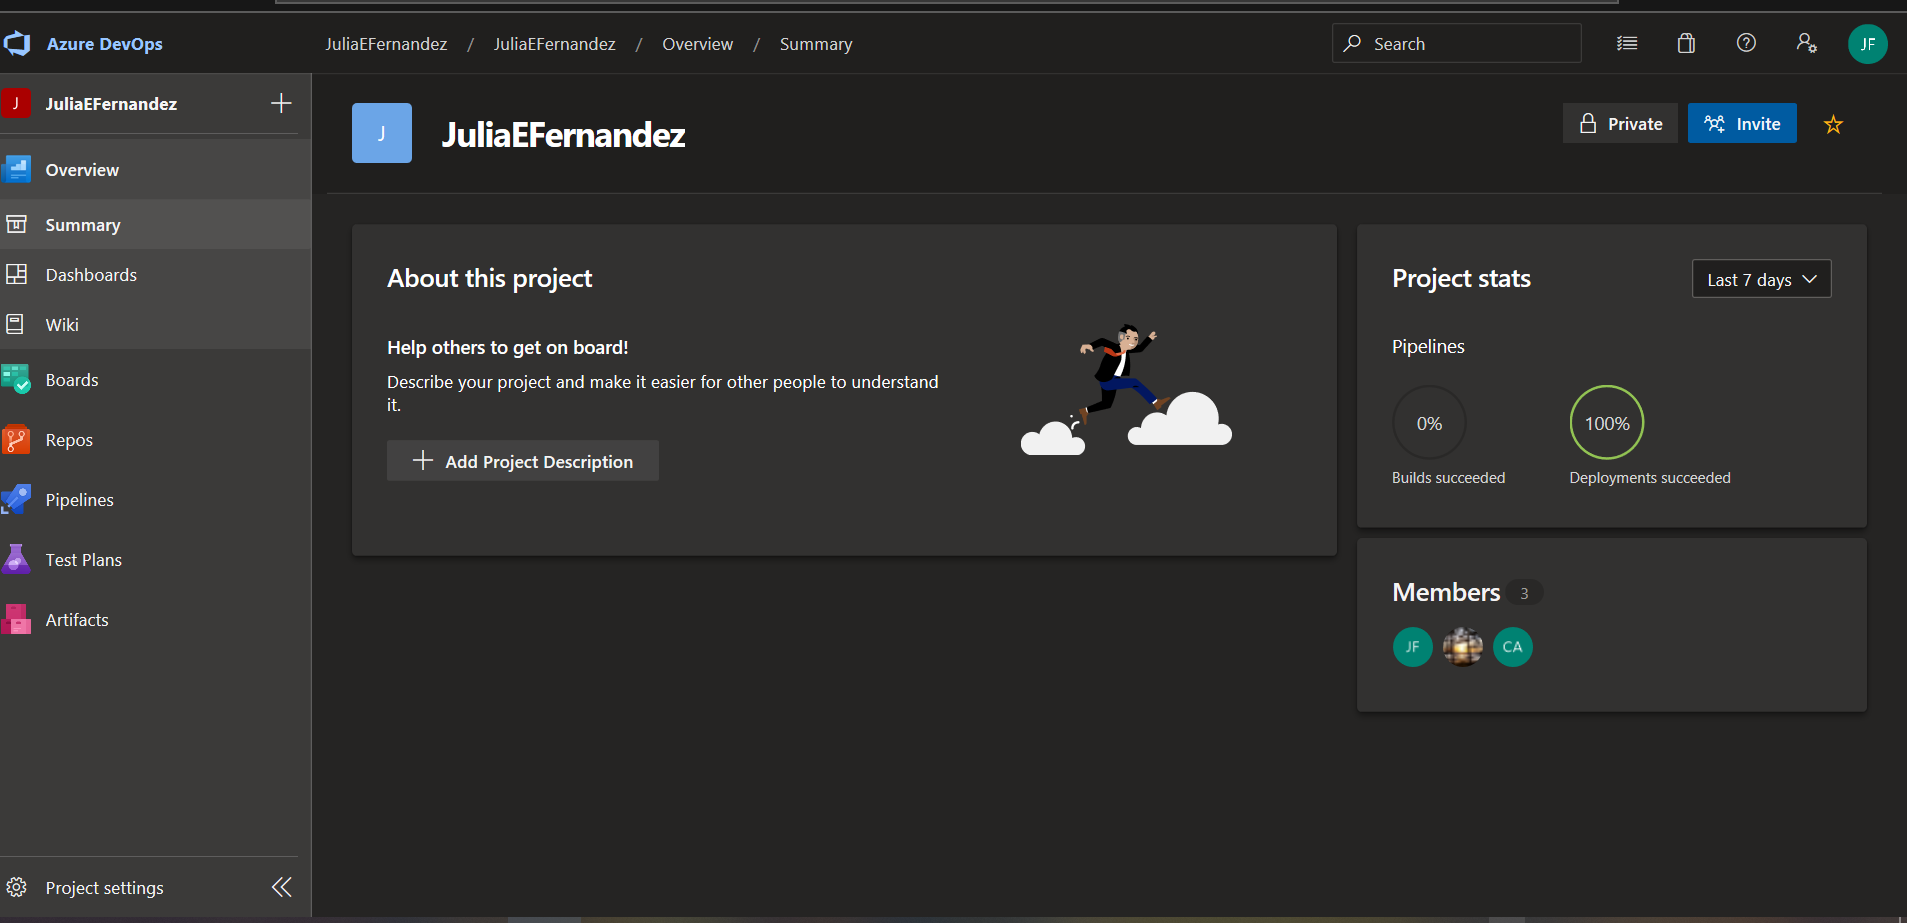 Azure DevOps
JuliaEFernandez / JuliaEFernandez / Overview / Summary
Search
JF
J
JuliaEFernandez
Overview
Summary
Dashboards
Wiki
Boards
Repos
Pipelines
Test Plans
Artifacts
Project settings
J
JuliaEFernandez
Private
Invite
About this project
Help others to get on board!
Describe your project and make it easier for other people to understand
it.
Add Project Description
Project stats
Last 7 days
Pipelines
0%
Builds succeeded
100%
Deployments succeeded
Members 3
JF
CA